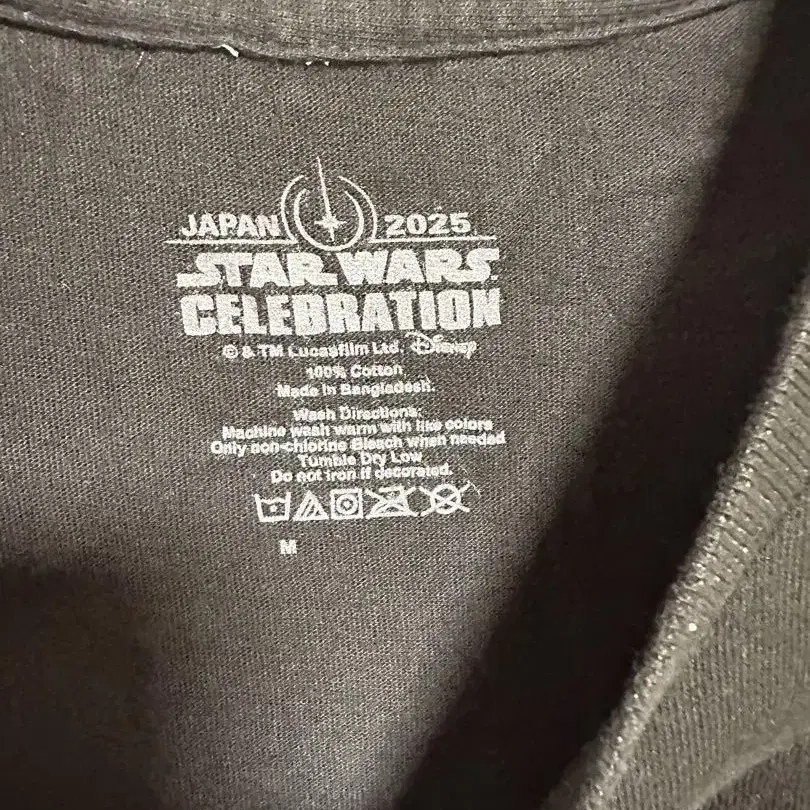 JAPAN 2025
STAR WARS
CELEBRATION
© & TM Lucasfilm Ltd. Disney
100% Cotton
Made in Bangladesh.
Wash Directions:
Machine wash warm with like colors
Only non-chlorine Bleach when needed
Tumble Dry Low
Do not iron if decorated.
M